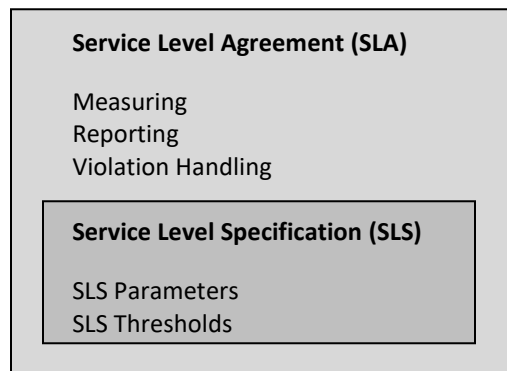 Service Level Agreement (SLA)
Measuring
Reporting
Violation Handling
Service Level Specification (SLS)
SLS Parameters
SLS Thresholds